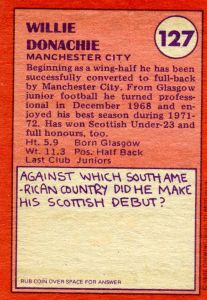 WILLIE
DONACHIE
127
MANCHESTER CITY
Beginning as a wing-half he has been
successfully converted to full-back
by Manchester City. From Glasgow
junior football he turned profess-
ional in December 1968 and en-
joyed his best season during 1971-
72. Has won Scottish Under-23 and
full honours, too.
Ht. 5.9 Born Glasgow
Wt. 11.3 Pos. Half Back
Last Club Juniors
AGAINST WHICH SOUTH AME
-RICAN COUNTRY DID HE MAKE
HIS SCOTTISH DEBUT?
RUB COIN OVER SPACE FOR ANSWER